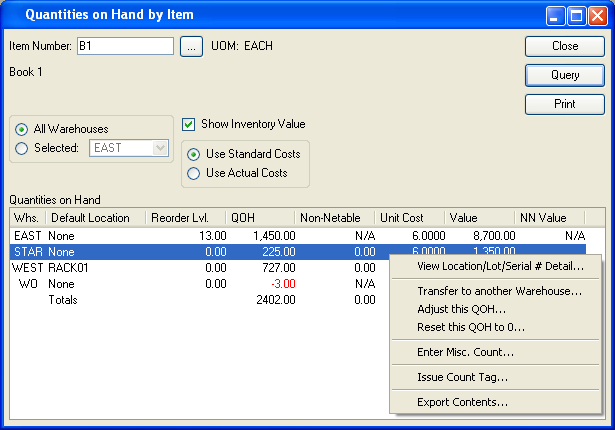 Quantities on Hand by Item
Item Number: B1 ... UOM: EACH Close
Book 1 Query
Print
All Warehouses Show Inventory Value
Selected: EAST Use Standard Costs
Use Actual Costs
Quantities on Hand
Whs. Default Location Reorder Lvl. QOH Non-Netable Unit Cost Value NN Value
EAST None 13.00 1,450.00 N/A 6.0000 8,700.00 N/A
STAR None 0.00 225.00 0.00 6.0000 1,350.00
WEST RACK01 0.00 727.00 0.00
WO None 0.00 -3.00 N/A
Totals 2402.00 0.00
View Location/Lot/Serial # Detail...
Transfer to another Warehouse...
Adjust this QOH...
Reset this QOH to 0...
Enter Misc. Count...
Issue Count Tag...
Export Contents...